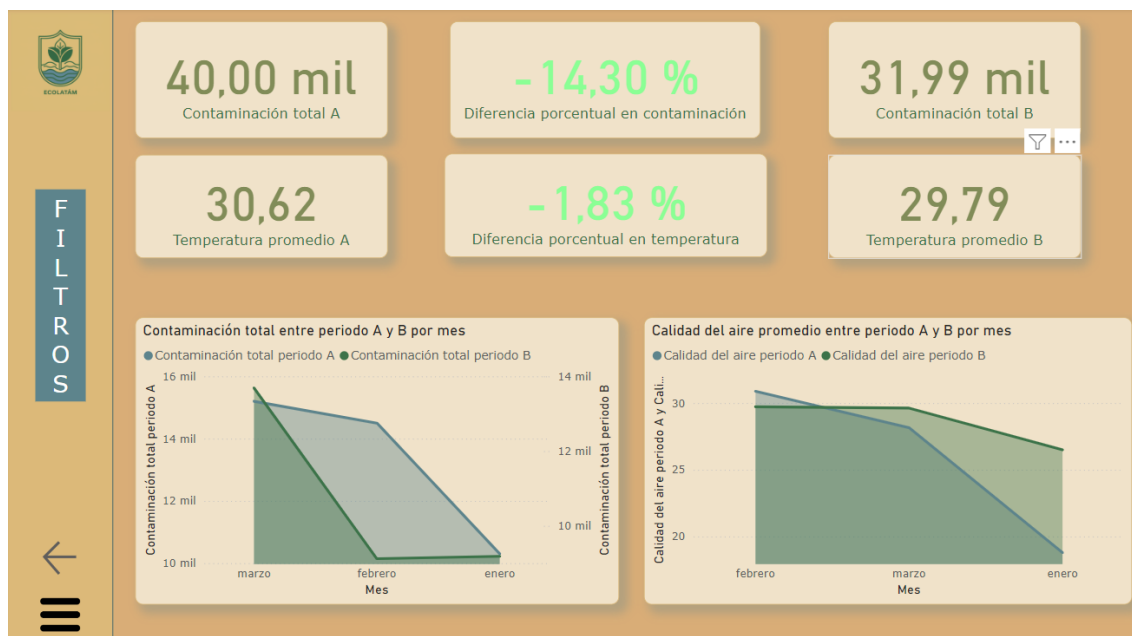 ECOLATÁM
FILTROS
40,00 mil
Contaminación total A
-14,30 %
Diferencia porcentual en contaminación
31,99 mil
Contaminación total B
30,62
Temperatura promedio A
-1,83 %
Diferencia porcentual en temperatura
29,79
Temperatura promedio B
Contaminación total entre periodo A y B por mes
Contaminación total periodo A Contaminación total periodo B
Contaminación total periodo A
16 mil
14 mil
12 mil
10 mil
14 mil
12 mil
10 mil
Contaminación total periodo B
marzo febrero enero
Mes
Calidad del aire promedio entre periodo A y B por mes
Calidad del aire periodo A Calidad del aire periodo B
Calidad del aire periodo A y Cali...
30
25
20
febrero marzo enero
Mes